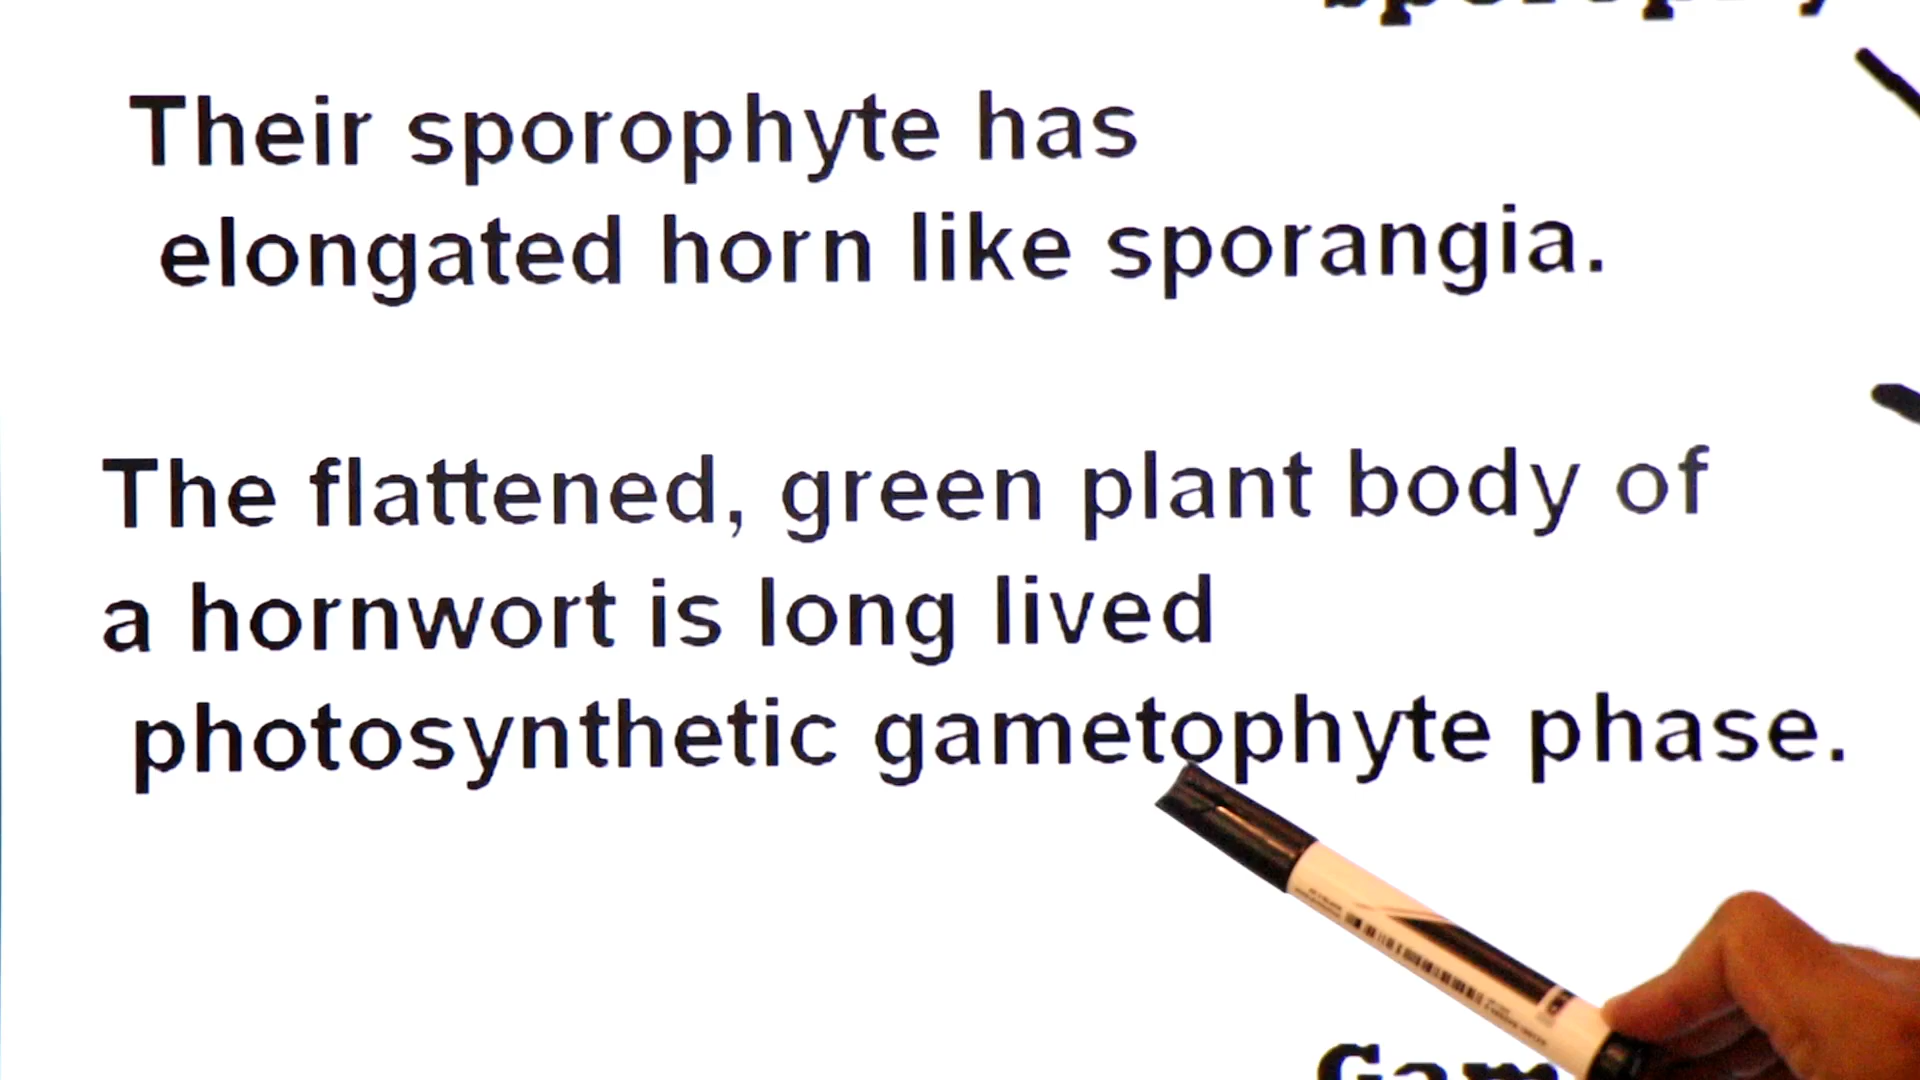 Their sporophyte has
elongated horn like sporangia.
The flattened, green plant body of
a hornwort is long lived
photosynthetic gametophyte phase.